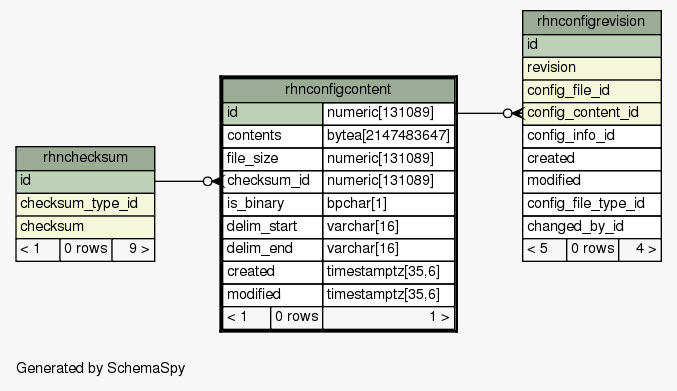 rhnconfigrevision
id
revision
config_file_id
config_content_id
config_info_id
created
modified
config_file_type_id
changed_by_id
< 5 0 rows 4 >
rhnconfigcontent
id numeric[131089]
contents bytea[2147483647]
file_size numeric[131089]
checksum_id numeric[131089]
is_binary bpchar[1]
delim_start varchar[16]
delim_end varchar[16]
created timestamptz[35,6]
modified timestamptz[35,6]
< 1 0 rows 1 >
rhnchecksum
id
checksum_type_id
checksum
< 1 0 rows 9 >
Generated by SchemaSpy